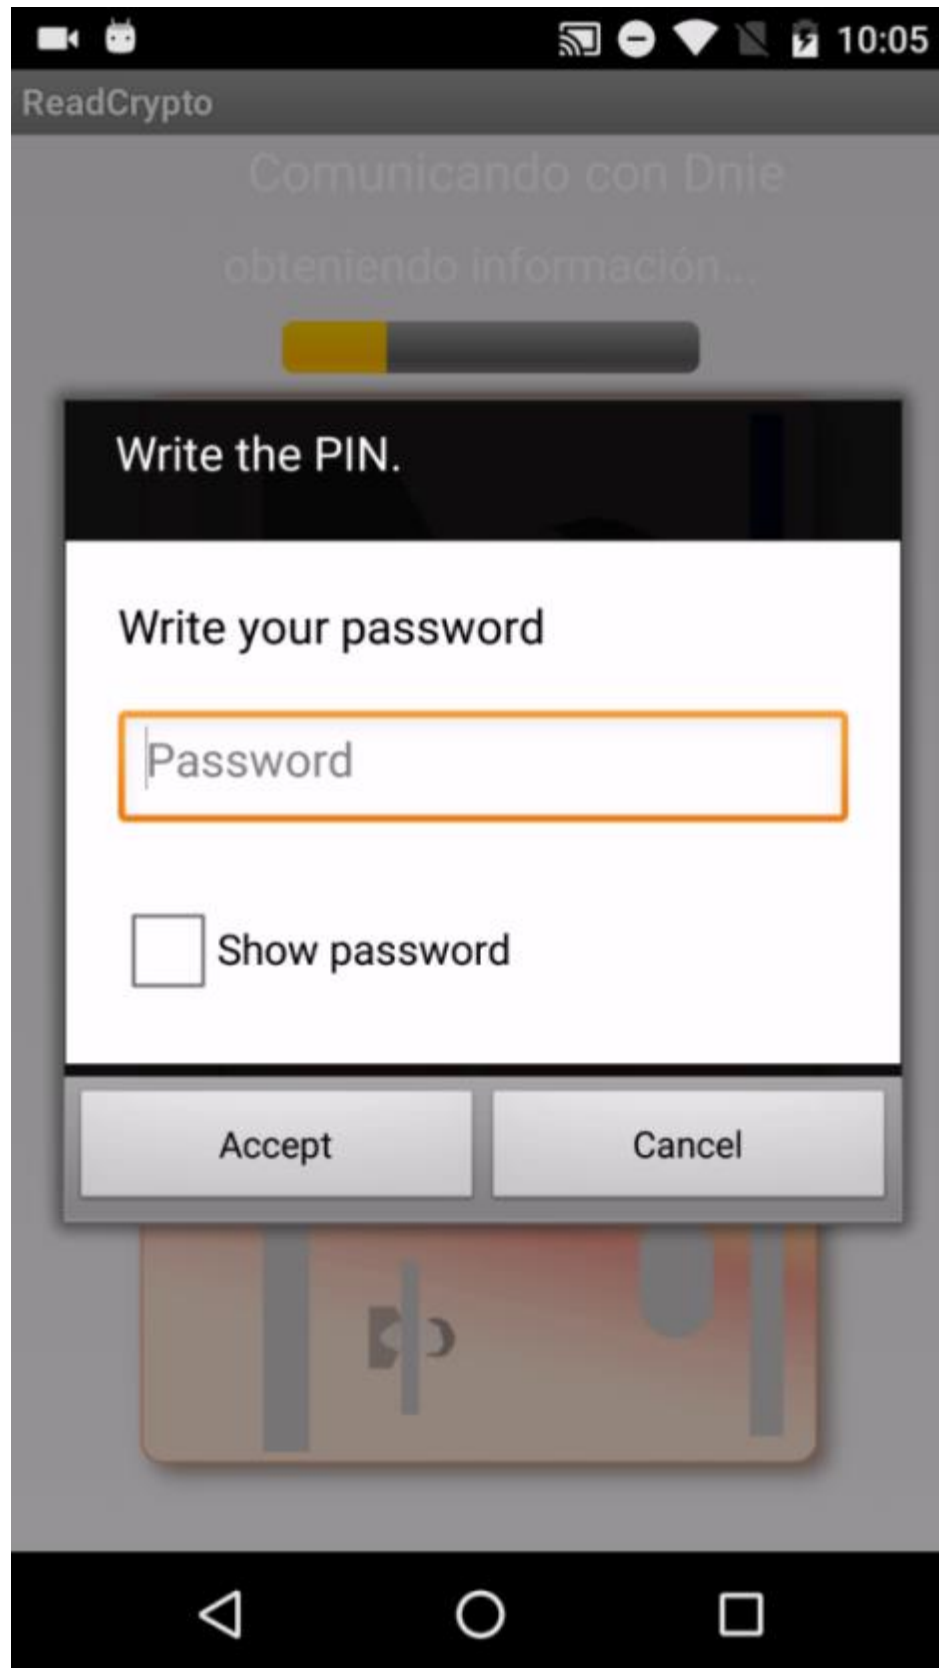 10:05
ReadCrypto
Comunicando con Dnie
obteniendo información...
Write the PIN.
Write your password
Password
Show password
Accept
Cancel